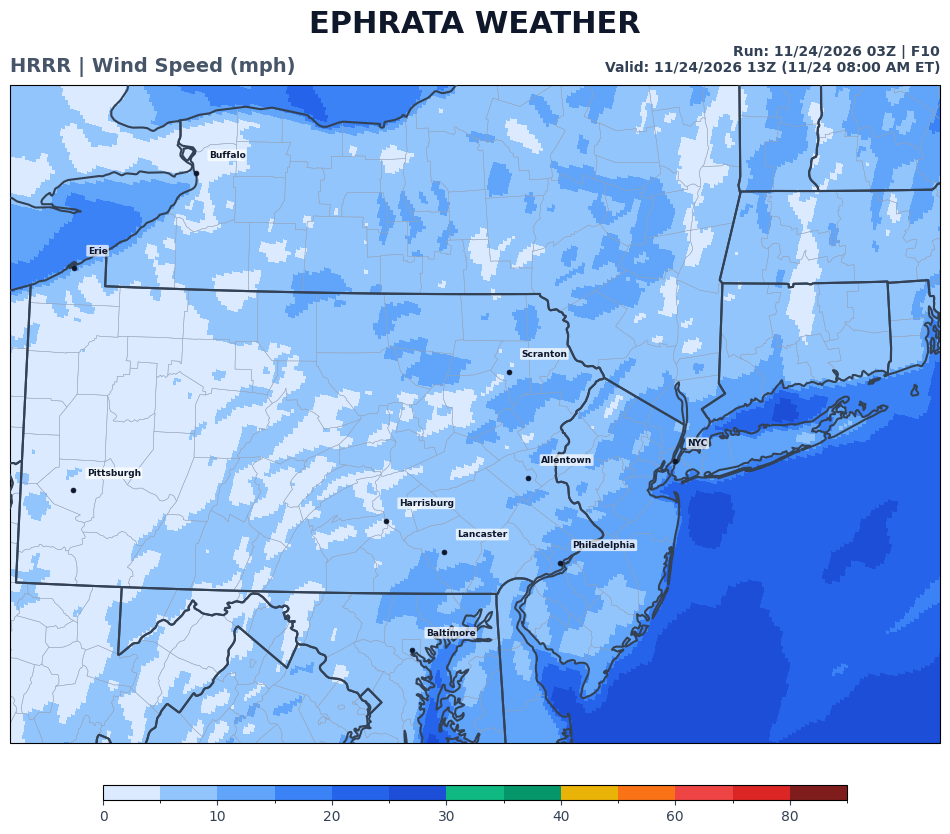 EPHRATA WEATHER
HRRR | Wind Speed (mph)
Run: 11/24/2026 03Z | F10
Valid: 11/24/2026 13Z (11/24 08:00 AM ET)
Buffalo
Erie
Scranton
NYC
Allentown
Pittsburgh
Harrisburg
Lancaster
Philadelphia
Baltimore
0 10 20 30 40 60 80